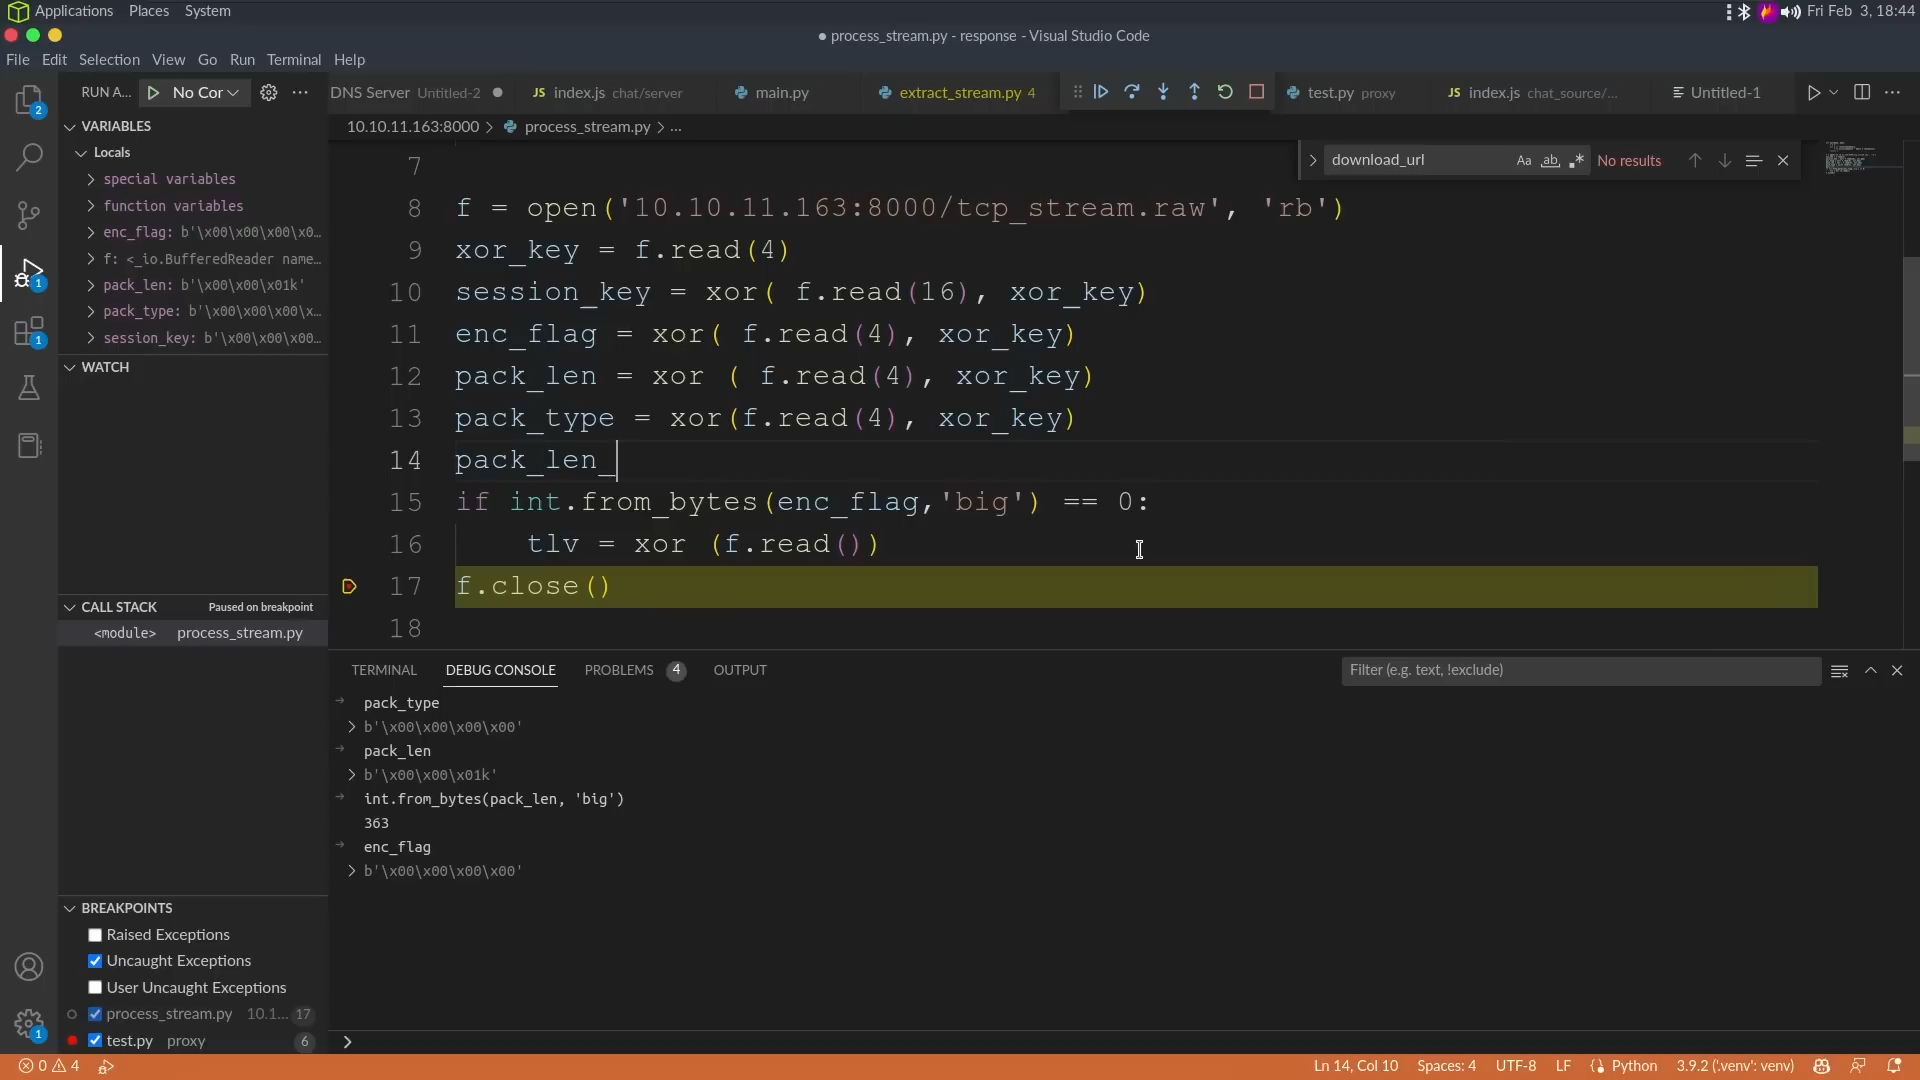 Applications Places System
Fri Feb 3, 18:44
● process_stream.py - response - Visual Studio Code
File Edit Selection View Go Run Terminal Help
RUN A... No Cor
DNS Server Untitled-2
JS index.js chat/server
main.py
extract_stream.py 4
test.py proxy
JS index.js chat_source/...
Untitled-1
10.10.11.163:8000 > process_stream.py > ...
download_url Aa ab .* No results
VARIABLES
Locals
special variables
function variables
enc_flag: b'\x00\x00\x00\x0...
f: <_io.BufferedReader name...
pack_len: b'\x00\x00\x01k'
pack_type: b'\x00\x00\x00\x...
session_key: b'\x00\x00\x00...
WATCH
CALL STACK Paused on breakpoint
<module> process_stream.py
BREAKPOINTS
Raised Exceptions
Uncaught Exceptions
User Uncaught Exceptions
process_stream.py 10.1... 17
test.py proxy 6
7
8 f = open('10.10.11.163:8000/tcp_stream.raw', 'rb')
9 xor_key = f.read(4)
10 session_key = xor( f.read(16), xor_key)
11 enc_flag = xor( f.read(4), xor_key)
12 pack_len = xor ( f.read(4), xor_key)
13 pack_type = xor(f.read(4), xor_key)
14 pack_len_
15 if int.from_bytes(enc_flag,'big') == 0:
16 tlv = xor (f.read())
17 f.close()
18
TERMINAL DEBUG CONSOLE PROBLEMS 4 OUTPUT
Filter (e.g. text, !exclude)
pack_type
b'\x00\x00\x00\x00'
pack_len
b'\x00\x00\x01k'
int.from_bytes(pack_len, 'big')
363
enc_flag
b'\x00\x00\x00\x00'
2
1
1
1
0 4
Ln 14, Col 10 Spaces: 4 UTF-8 LF Python 3.9.2 ('.venv': venv)